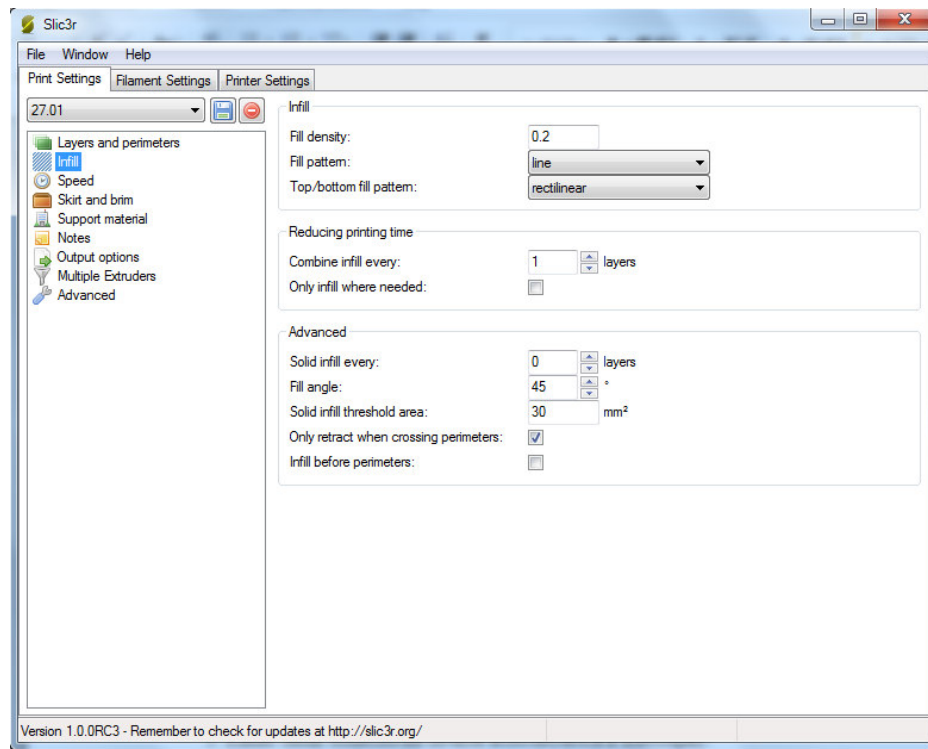 Slic3r
File Window Help
Print Settings Filament Settings Printer Settings
27.01
Layers and perimeters
Infill
Speed
Skirt and brim
Support material
Notes
Output options
Multiple Extruders
Advanced
Infill
Fill density: 0.2
Fill pattern: line
Top/bottom fill pattern: rectilinear
Reducing printing time
Combine infill every: 1 layers
Only infill where needed:
Advanced
Solid infill every: 0 layers
Fill angle: 45 °
Solid infill threshold area: 30 mm²
Only retract when crossing perimeters:
Infill before perimeters:
Version 1.0.0RC3 - Remember to check for updates at http://slic3r.org/